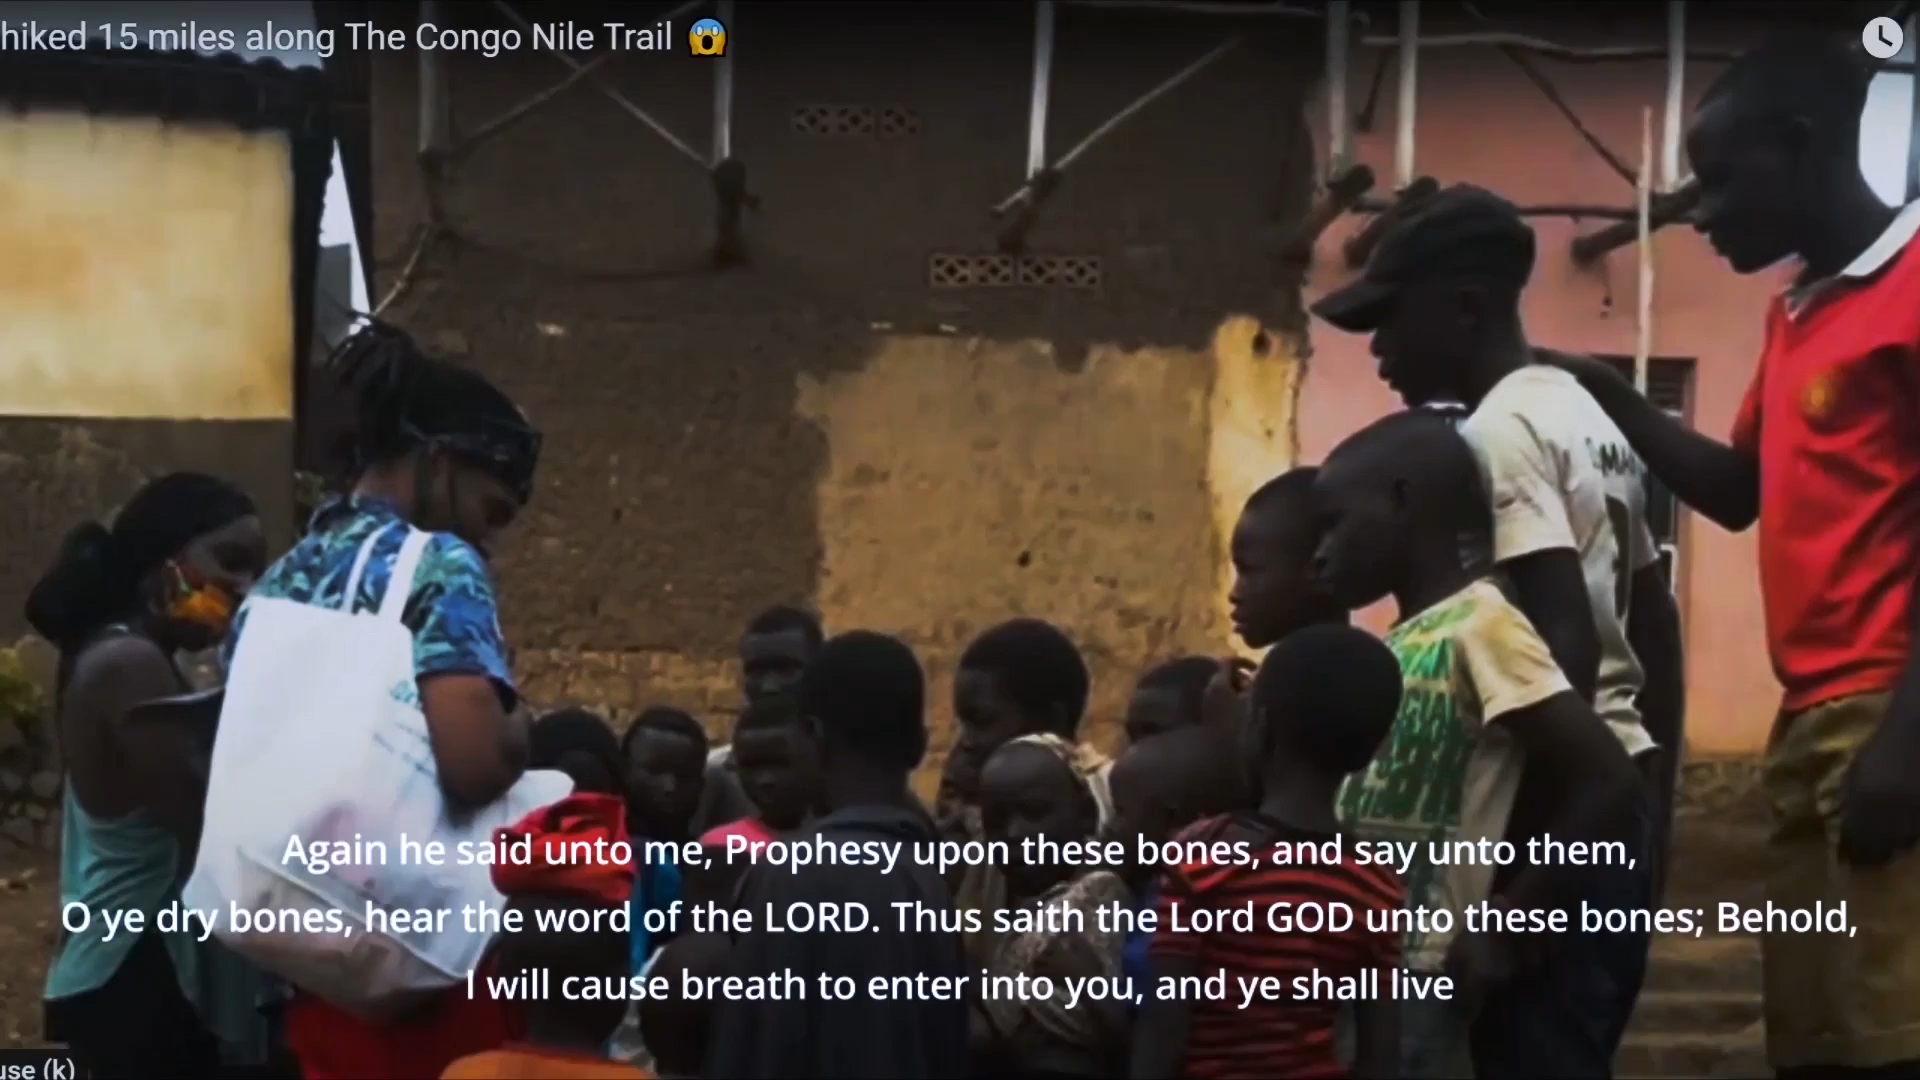 hiked 15 miles along The Congo Nile Trail 😱
Again he said unto me, Prophesy upon these bones, and say unto them,
O ye dry bones, hear the word of the LORD. Thus saith the Lord GOD unto these bones; Behold,
I will cause breath to enter into you, and ye shall live
use (k)